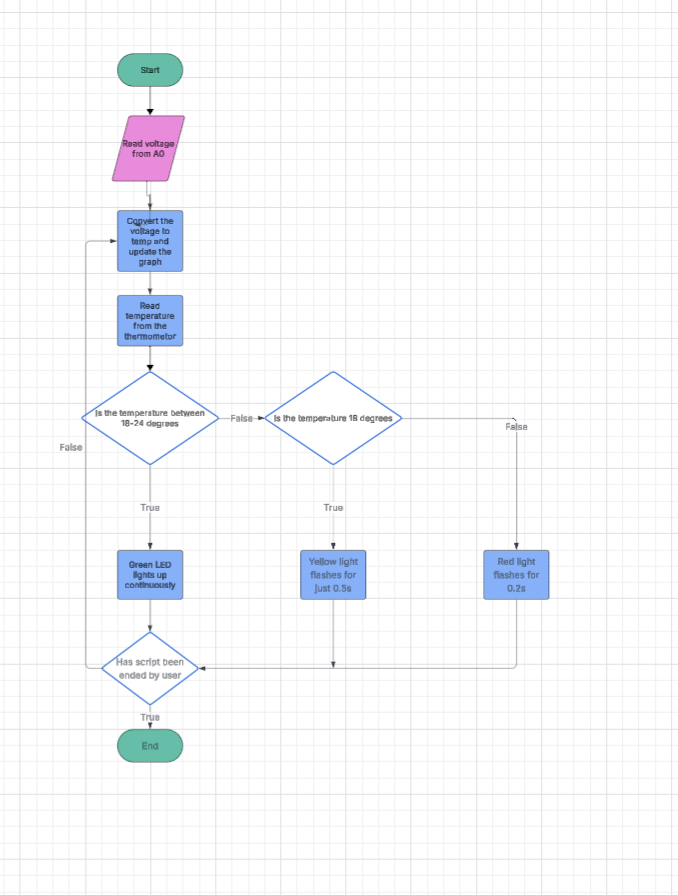 Start
Read voltage
from A0
Convert the
voltage to
temp and
update the
graph
Read
temperature
from the
thermometor
Is the temperature between
18-24 degrees
False
Is the temperature 18 degrees
False
False
True
True
Green LED
lights up
continuously
Yellow light
flashes for
just 0.5s
Red light
flashes for
0.2s
Has script been
ended by user
True
End